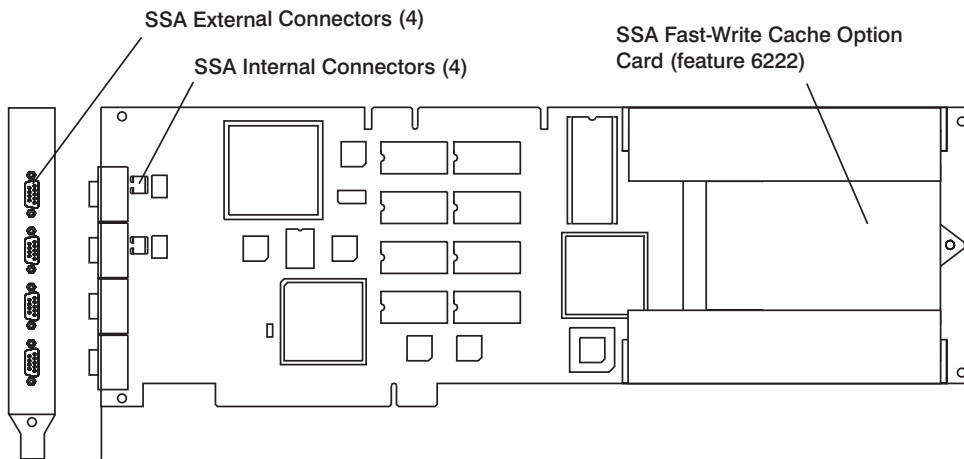 SSA External Connectors (4)
SSA Internal Connectors (4)
SSA Fast-Write Cache Option
Card (feature 6222)